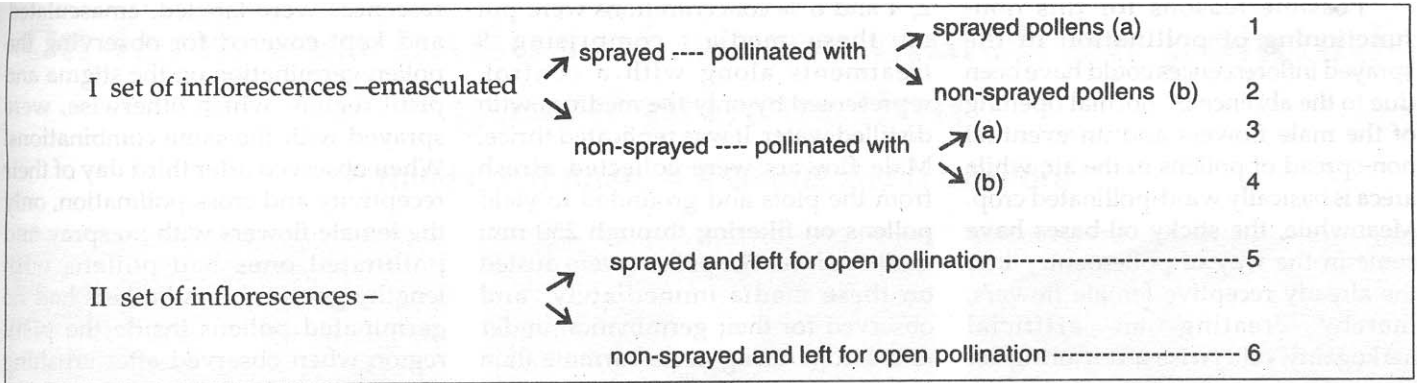 sprayed pollens (a) 1
sprayed ---- pollinated with
I set of inflorescences –emasculated
non-sprayed pollens (b) 2
(a) 3
non-sprayed ---- pollinated with
(b) 4
sprayed and left for open pollination ------------------------------ 5
II set of inflorescences –
non-sprayed and left for open pollination ---------------------- 6